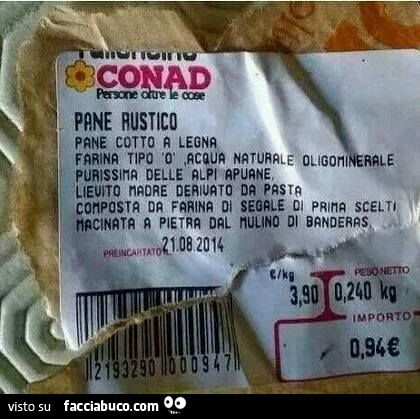 CONAD
Persone oltre le cose
PANE RUSTICO
PANE COTTO A LEGNA
FARINA TIPO 'O' ,ACQUA NATURALE OLIGOMINERALE
PURISSIMA DELLE ALPI APUANE,
LIEVITO MADRE DERIVATO DA PASTA
COMPOSTA DA FARINA DI SEGALE DI PRIMA SCELTI
MACINATA A PIETRA DAL MULINO DI BANDERAS
PREINCARTATO IL 21.08.2014
€/kg PESO NETTO
3,90 0,240 kg
IMPORTO
0,94€
2193290 000947
visto su facciabuco.com